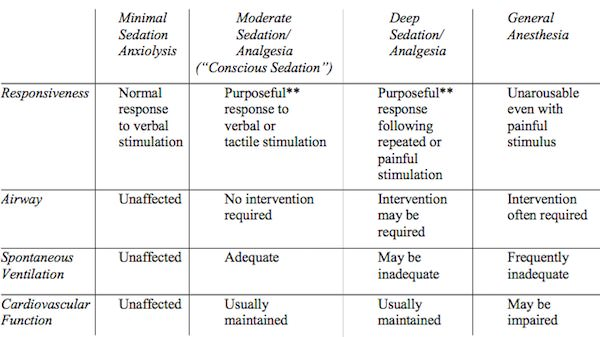 Minimal Sedation Anxiolysis
Moderate Sedation/ Analgesia (“Conscious Sedation”)
Deep Sedation/ Analgesia
General Anesthesia
Responsiveness
Normal response to verbal stimulation
Purposeful** response to verbal or tactile stimulation
Purposeful** response following repeated or painful stimulation
Unarousable even with painful stimulus
Airway
Unaffected
No intervention required
Intervention may be required
Intervention often required
Spontaneous Ventilation
Unaffected
Adequate
May be inadequate
Frequently inadequate
Cardiovascular Function
Unaffected
Usually maintained
Usually maintained
May be impaired